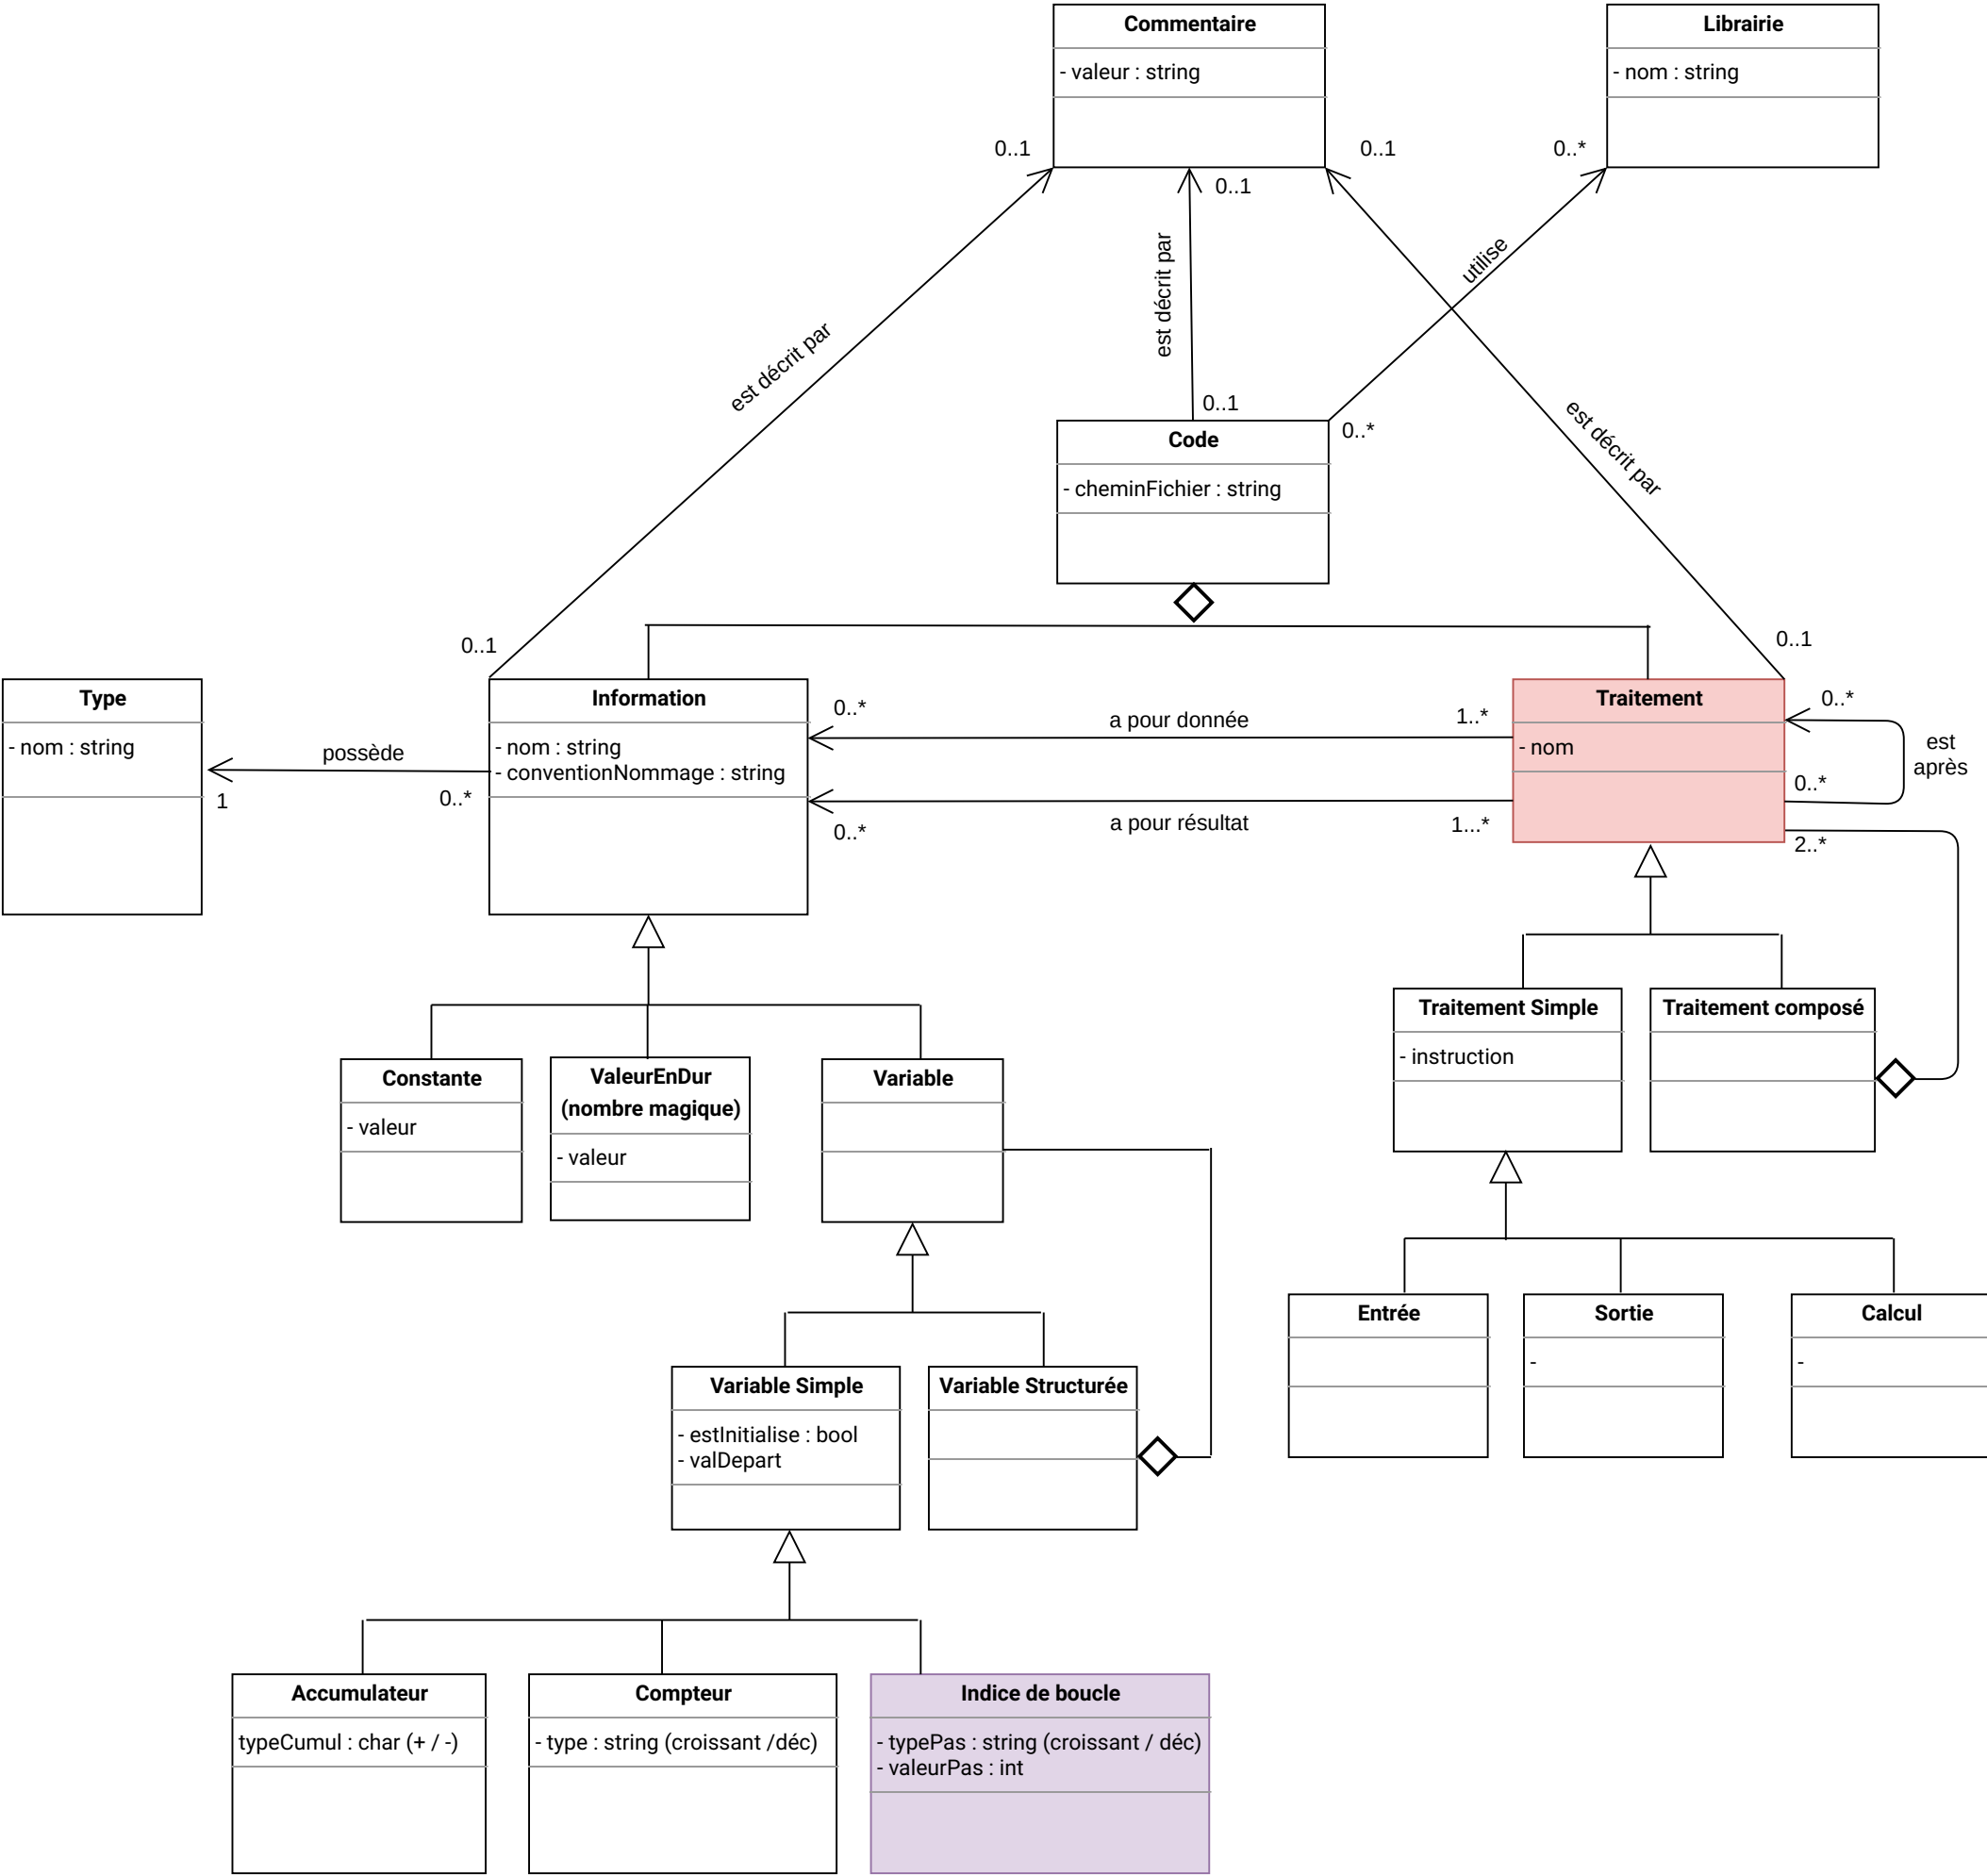 Commentaire
- valeur : string
Librairie
- nom : string
0..1
0..1
0..1
0..*
est décrit par
est décrit par
utilise
est décrit par
0..1
0..*
Code
- cheminFichier : string
0..1
0..1
Type
- nom : string
possède
1
0..*
Information
- nom : string
- conventionNommage : string
0..*
a pour donnée
1..*
0..*
a pour résultat
1...*
Traitement
- nom
0..*
est
après
0..*
2..*
Constante
- valeur
ValeurEnDur
(nombre magique)
- valeur
Variable
Traitement Simple
- instruction
Traitement composé
Variable Simple
- estInitialise : bool
- valDepart
Variable Structurée
Entrée
Sortie
-
Calcul
-
Accumulateur
typeCumul : char (+ / -)
Compteur
- type : string (croissant /déc)
Indice de boucle
- typePas : string (croissant / déc)
- valeurPas : int